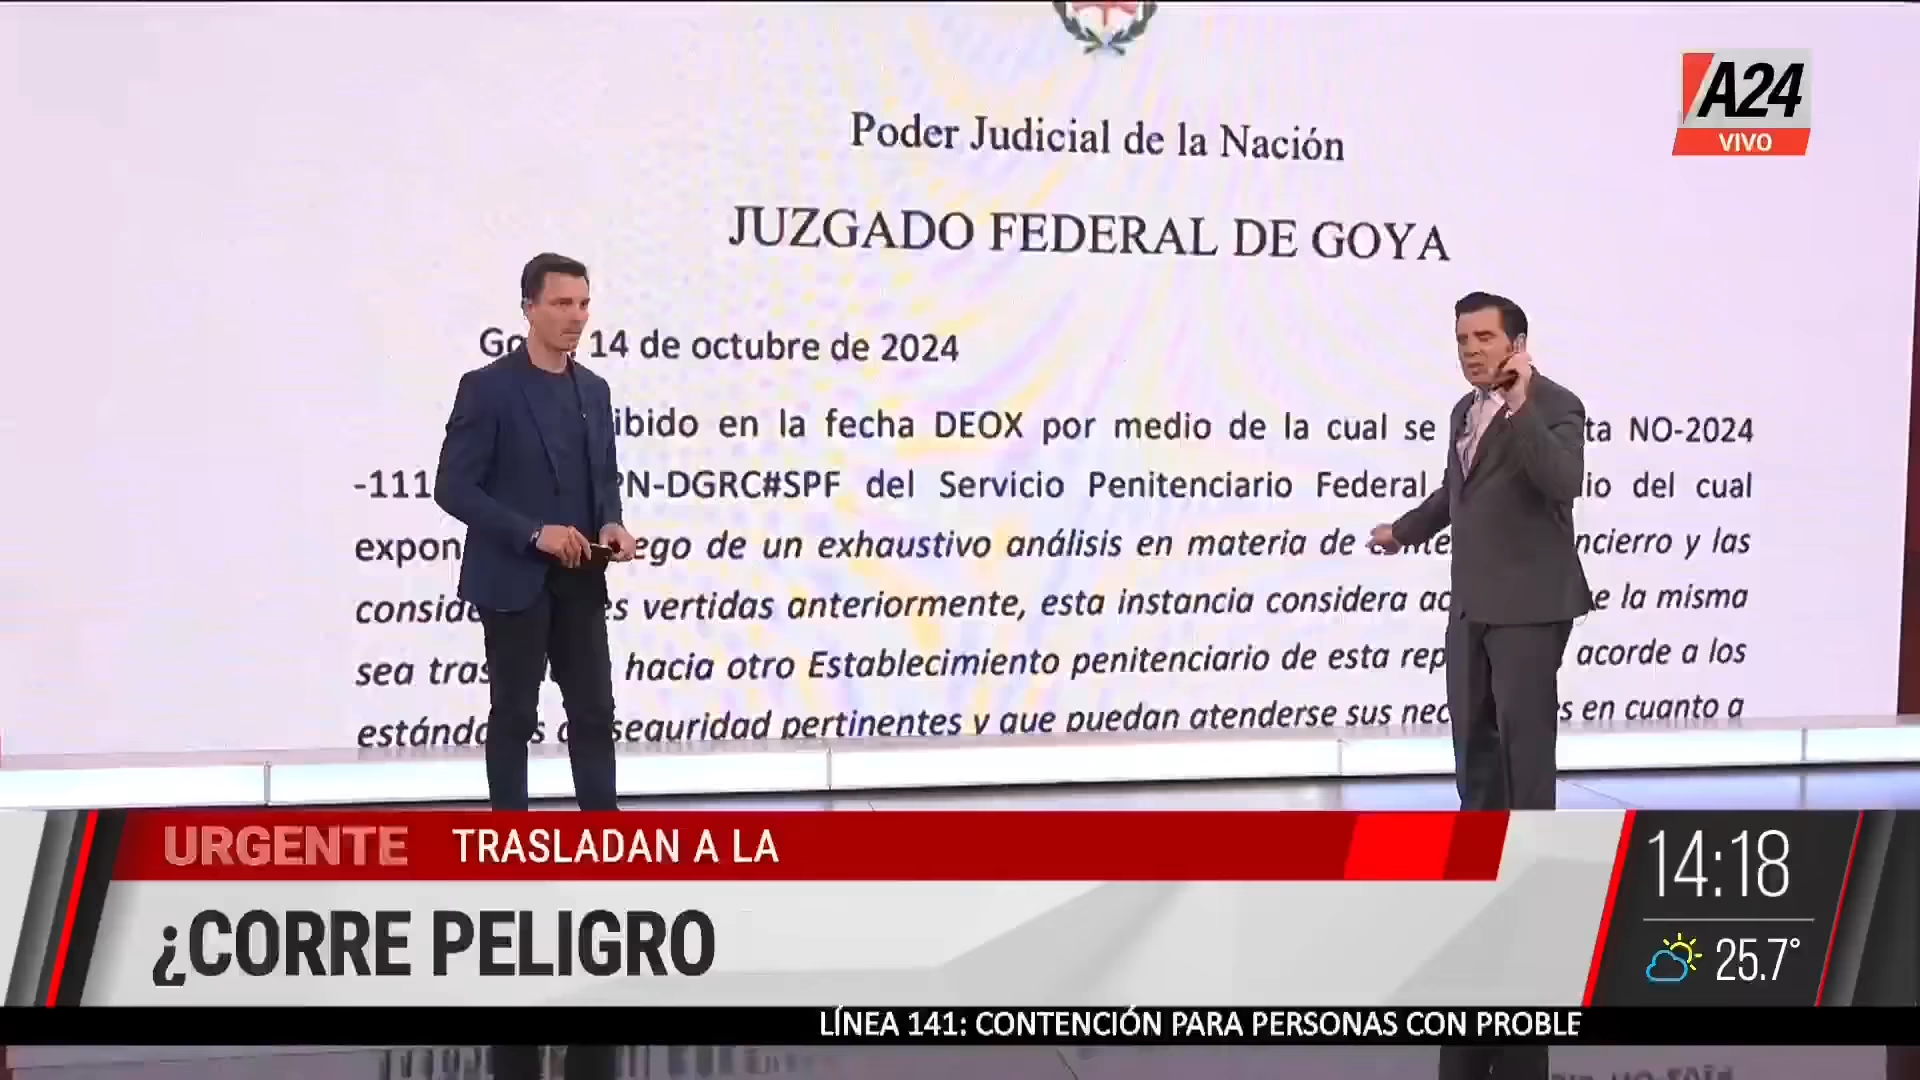 A24
VIVO
Poder Judicial de la Nación
JUZGADO FEDERAL DE GOYA
14 de octubre de 2024
ibido en la fecha DEOX por medio de la cual se ta NO-2024
-111 PN-DGRC#SPF del Servicio Penitenciario Federal io del cual
expon ego de un exhaustivo análisis en materia de ncierro y las
conside s vertidas anteriormente, esta instancia considera e la misma
sea tras hacia otro Establecimiento penitenciario de esta rep acorde a los
estánda seguridad pertinentes y que puedan atenderse sus nec s en cuanto a
URGENTE TRASLADAN A LA
¿CORRE PELIGRO
14:18
25.7°
LÍNEA 141: CONTENCIÓN PARA PERSONAS CON PROBLE